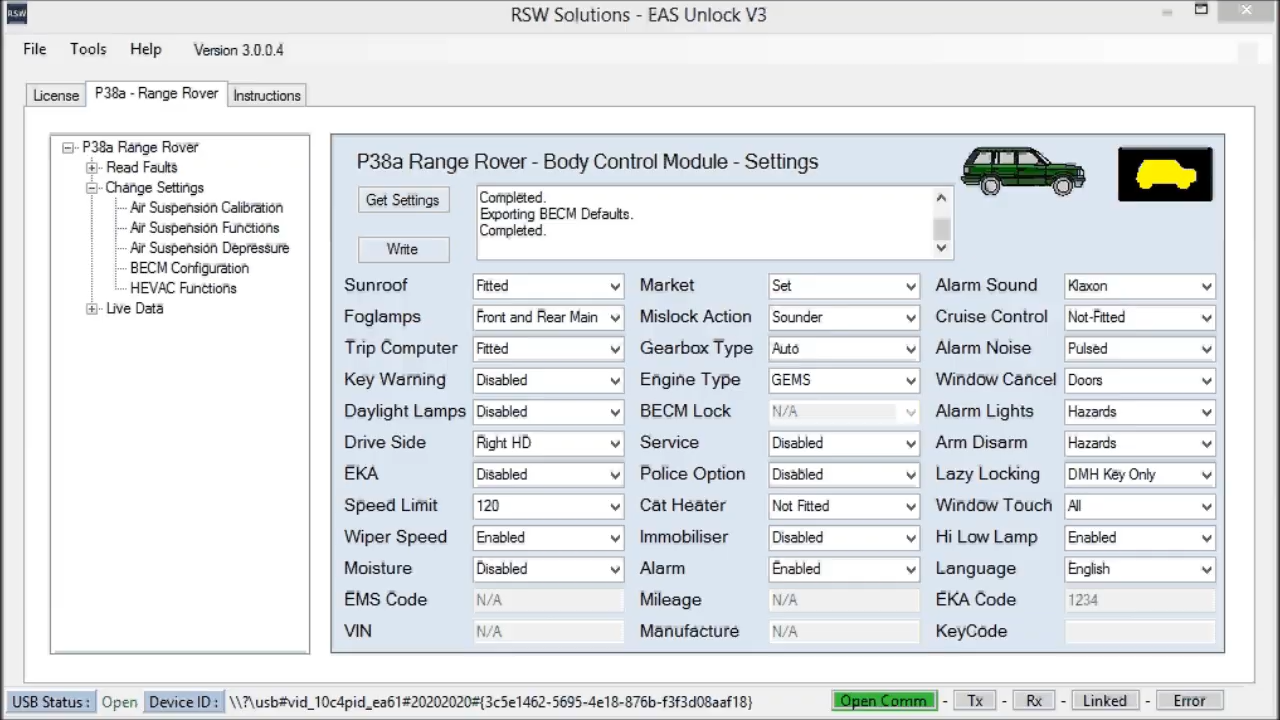 RSW RSW Solutions - EAS Unlock V3
File Tools Help Version 3.0.0.4
License P38a - Range Rover Instructions
P38a Range Rover
Read Faults
Change Settings
Air Suspension Calibration
Air Suspension Functions
Air Suspension Depressure
BECM Configuration
HEVAC Functions
Live Data
P38a Range Rover - Body Control Module - Settings
Get Settings
Write
Completed.
Exporting BECM Defaults.
Completed.
Sunroof Fitted Market Set Alarm Sound Klaxon
Foglamps Front and Rear Main Mislock Action Sounder Cruise Control Not-Fitted
Trip Computer Fitted Gearbox Type Auto Alarm Noise Pulsed
Key Warning Disabled Engine Type GEMS Window Cancel Doors
Daylight Lamps Disabled BECM Lock N/A Alarm Lights Hazards
Drive Side Right HD Service Disabled Arm Disarm Hazards
EKA Disabled Police Option Disabled Lazy Locking DMH Key Only
Speed Limit 120 Cat Heater Not Fitted Window Touch All
Wiper Speed Enabled Immobiliser Disabled Hi Low Lamp Enabled
Moisture Disabled Alarm Enabled Language English
EMS Code N/A Mileage N/A EKA Code 1234
VIN N/A Manufacture N/A KeyCode
USB Status : Open Device ID : \\?\usb#vid_10c4pid_ea61#20202020#{3c5e1462-5695-4e18-876b-f3f3d08aaf18} Open Comm - Tx - Rx - Linked - Error